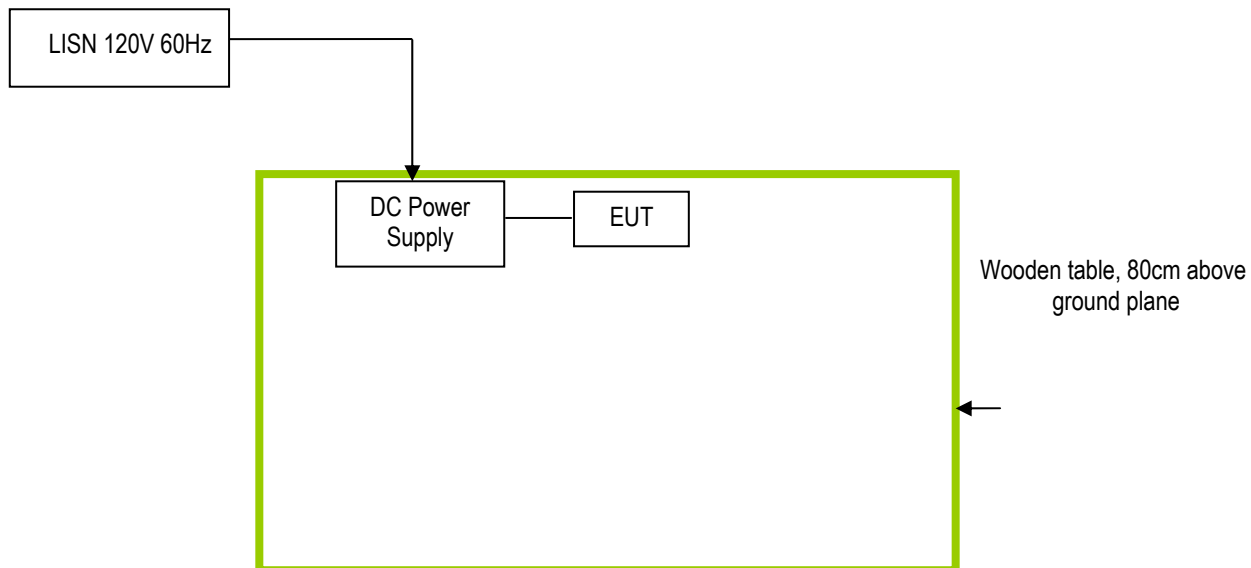 LISN 120V 60Hz
DC Power
Supply
EUT
Wooden table, 80cm above
ground plane